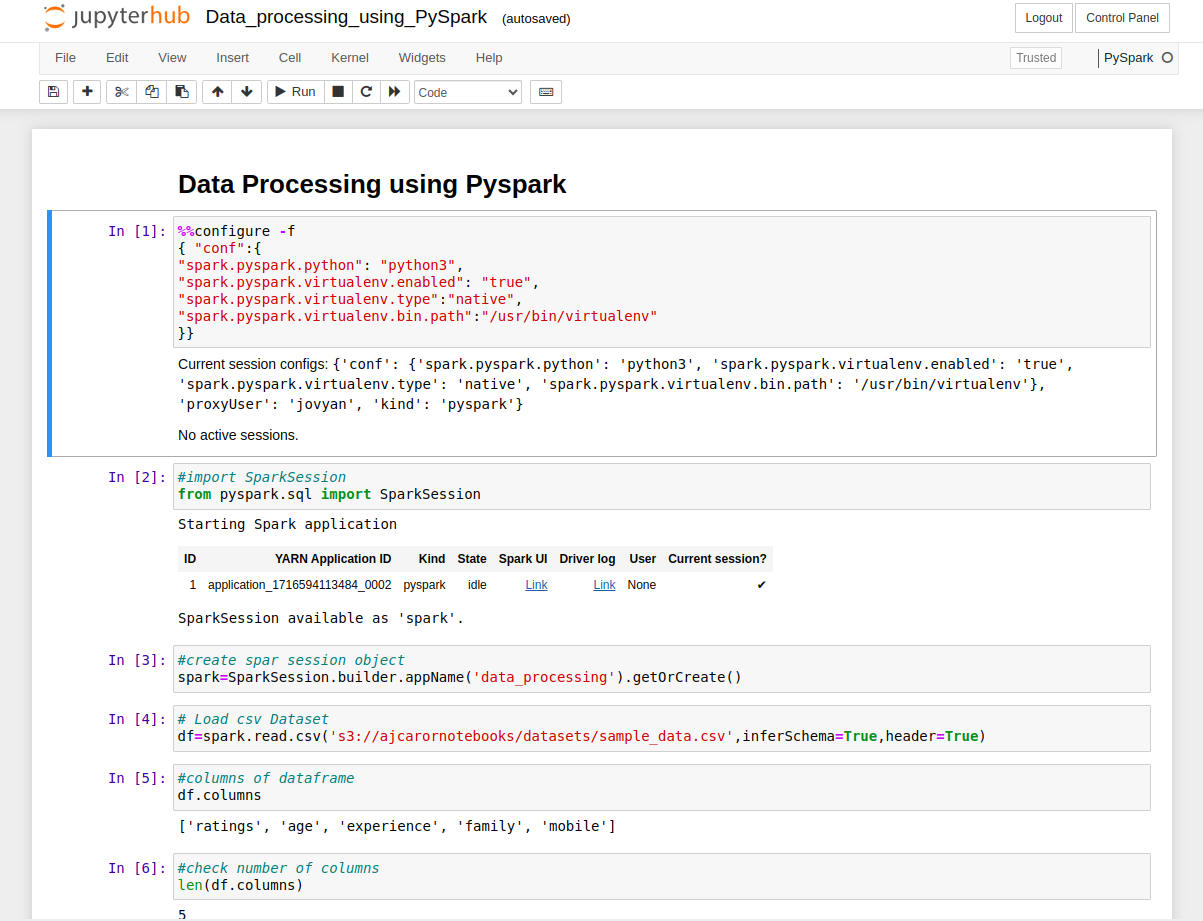 jupyterhub Data_processing_using_PySpark (autosaved) Logout Control Panel
File Edit View Insert Cell Kernel Widgets Help Trusted PySpark
Run Code
Data Processing using Pyspark
In [1]: %%configure -f
{ "conf":{
"spark.pyspark.python": "python3",
"spark.pyspark.virtualenv.enabled": "true",
"spark.pyspark.virtualenv.type":"native",
"spark.pyspark.virtualenv.bin.path":"/usr/bin/virtualenv"
}}
Current session configs: {'conf': {'spark.pyspark.python': 'python3', 'spark.pyspark.virtualenv.enabled': 'true',
'spark.pyspark.virtualenv.type': 'native', 'spark.pyspark.virtualenv.bin.path': '/usr/bin/virtualenv'},
'proxyUser': 'jovyan', 'kind': 'pyspark'}
No active sessions.
In [2]: #import SparkSession
from pyspark.sql import SparkSession
Starting Spark application
ID YARN Application ID Kind State Spark UI Driver log User Current session?
1 application_1716594113484_0002 pyspark idle Link Link None ✔
SparkSession available as 'spark'.
In [3]: #create spar session object
spark=SparkSession.builder.appName('data_processing').getOrCreate()
In [4]: # Load csv Dataset
df=spark.read.csv('s3://ajcarornotebooks/datasets/sample_data.csv',inferSchema=True,header=True)
In [5]: #columns of dataframe
df.columns
['ratings', 'age', 'experience', 'family', 'mobile']
In [6]: #check number of columns
len(df.columns)
5